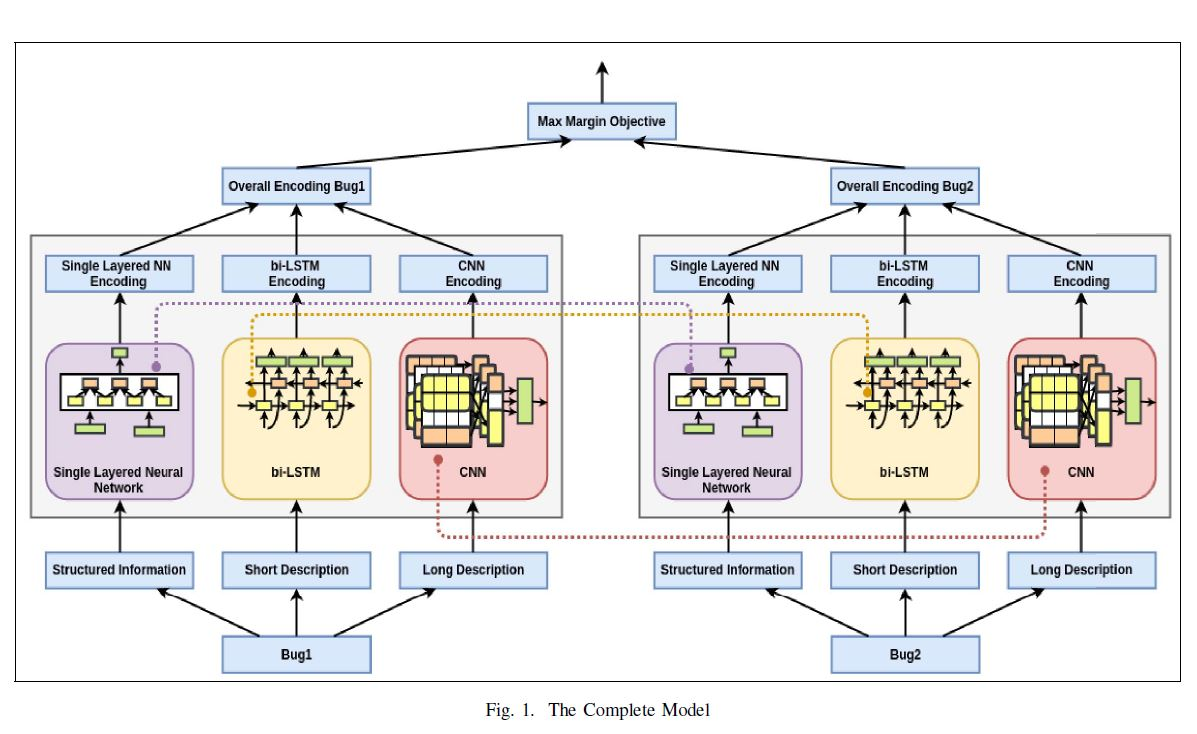 Max Margin Objective
Overall Encoding Bug1
Overall Encoding Bug2
Single Layered NN
Encoding
bi-LSTM
Encoding
CNN
Encoding
Single Layered NN
Encoding
bi-LSTM
Encoding
CNN
Encoding
Single Layered Neural
Network
bi-LSTM
CNN
Single Layered Neural
Network
bi-LSTM
CNN
Structured Information
Short Description
Long Description
Structured Information
Short Description
Long Description
Bug1
Bug2
Fig. 1. The Complete Model